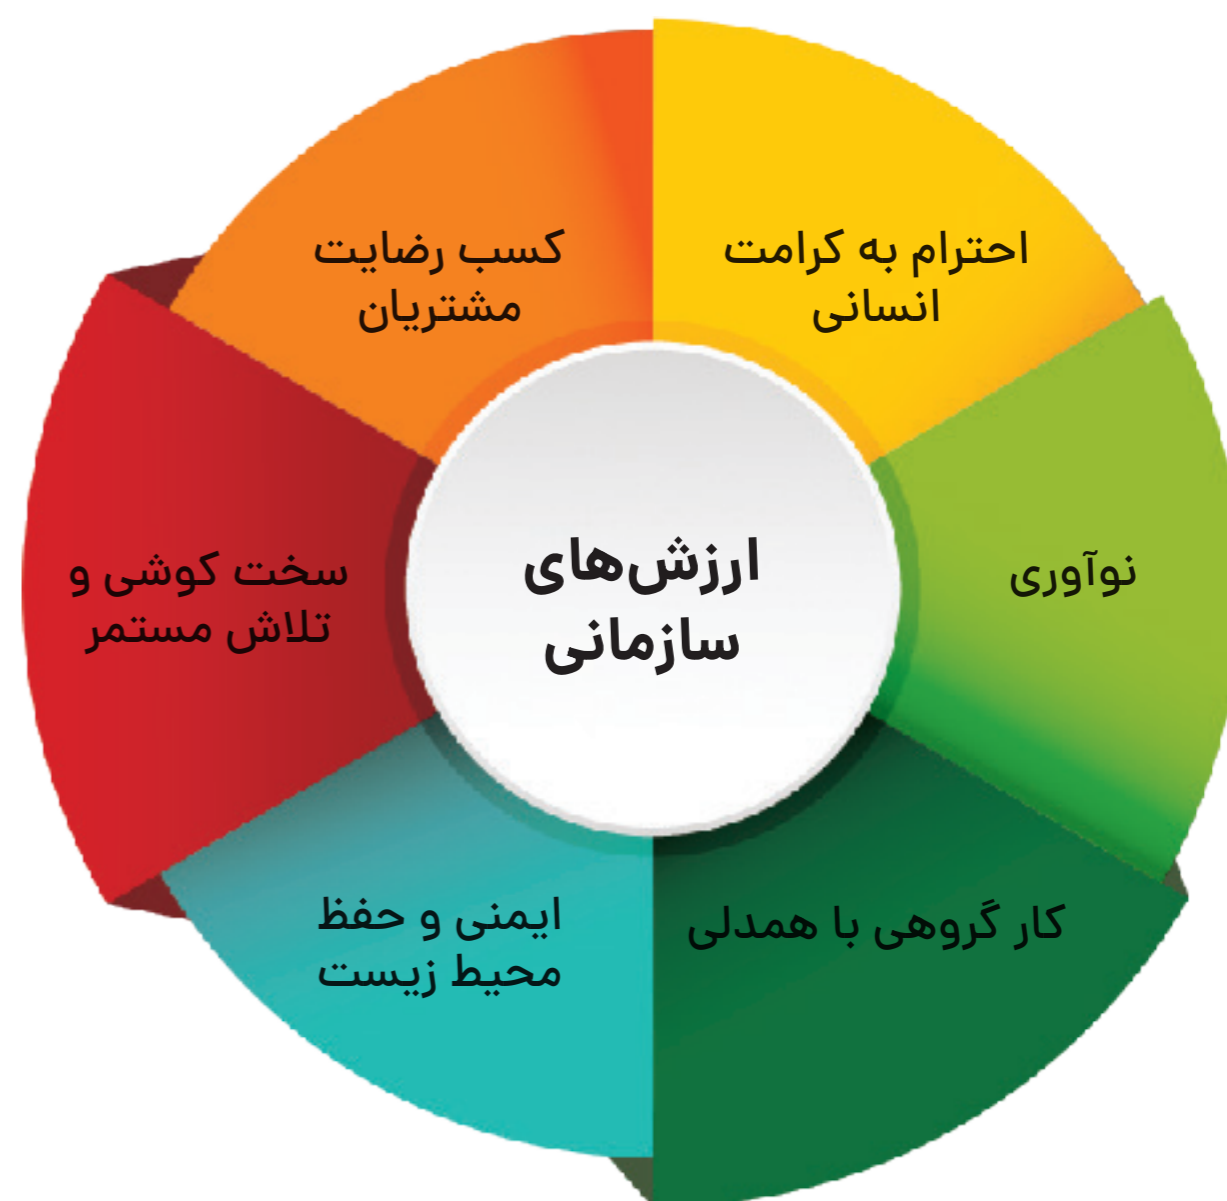 ارزش‌های
سازمانی
احترام به کرامت
انسانی
نوآوری
کار گروهی با همدلی
ایمنی و حفظ
محیط زیست
سخت کوشی و
تلاش مستمر
کسب رضایت
مشتریان